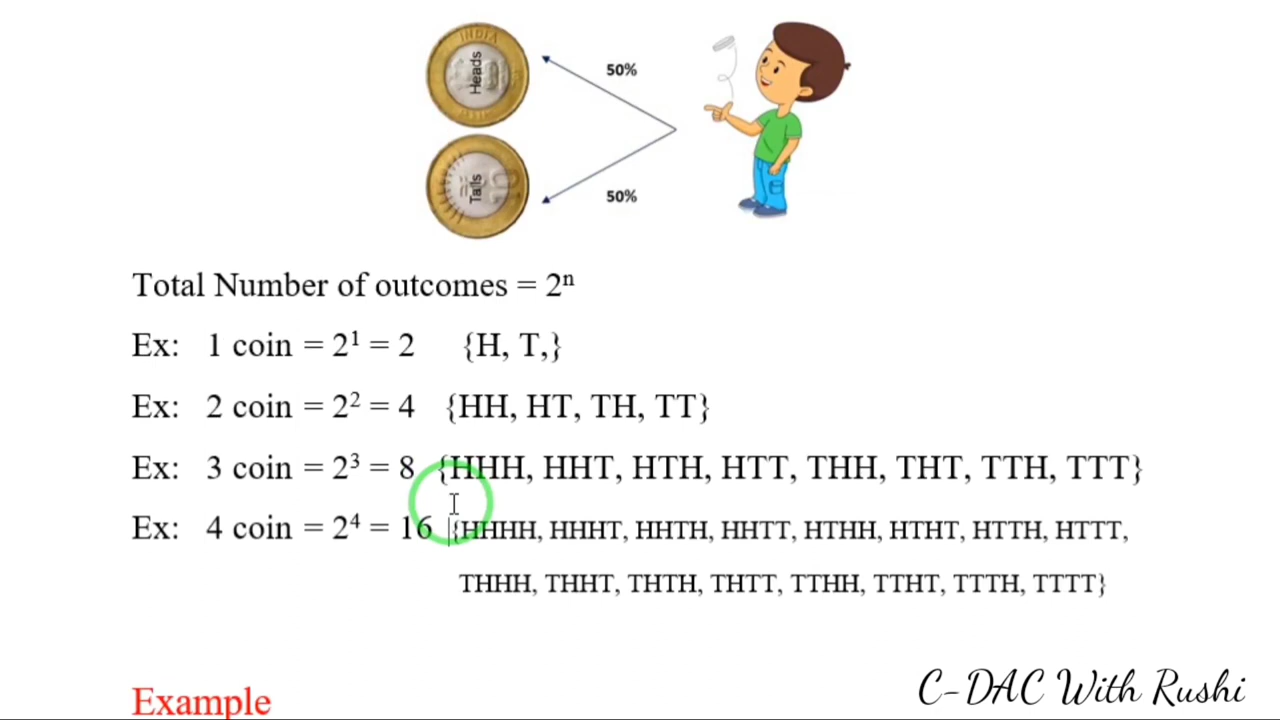 INDIA
Heads
50%
Tails
50%
Total Number of outcomes = 2ⁿ
Ex: 1 coin = 2¹ = 2 {H, T,}
Ex: 2 coin = 2² = 4 {HH, HT, TH, TT}
Ex: 3 coin = 2³ = 8 {HHH, HHT, HTH, HTT, THH, THT, TTH, TTT}
Ex: 4 coin = 2⁴ = 16 {HHHH, HHHT, HHTH, HHTT, HTHH, HTHT, HTTH, HTTT,
THHH, THHT, THTH, THTT, TTHH, TTHT, TTTH, TTTT}
Example
C-DAC With Rushi